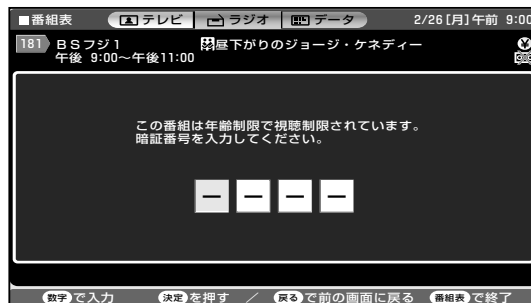 ■番組表 テレビ ラジオ データ 2/26[月]午前 9:00
181 BSフジ1 昼下がりのジョージ・ケネディー
午後 9:00～午後11:00
この番組は年齢制限で視聴制限されています。
暗証番号を入力してください。
― ― ― ―
数字で入力 決定を押す ／ 戻るで前の画面に戻る 番組表で終了